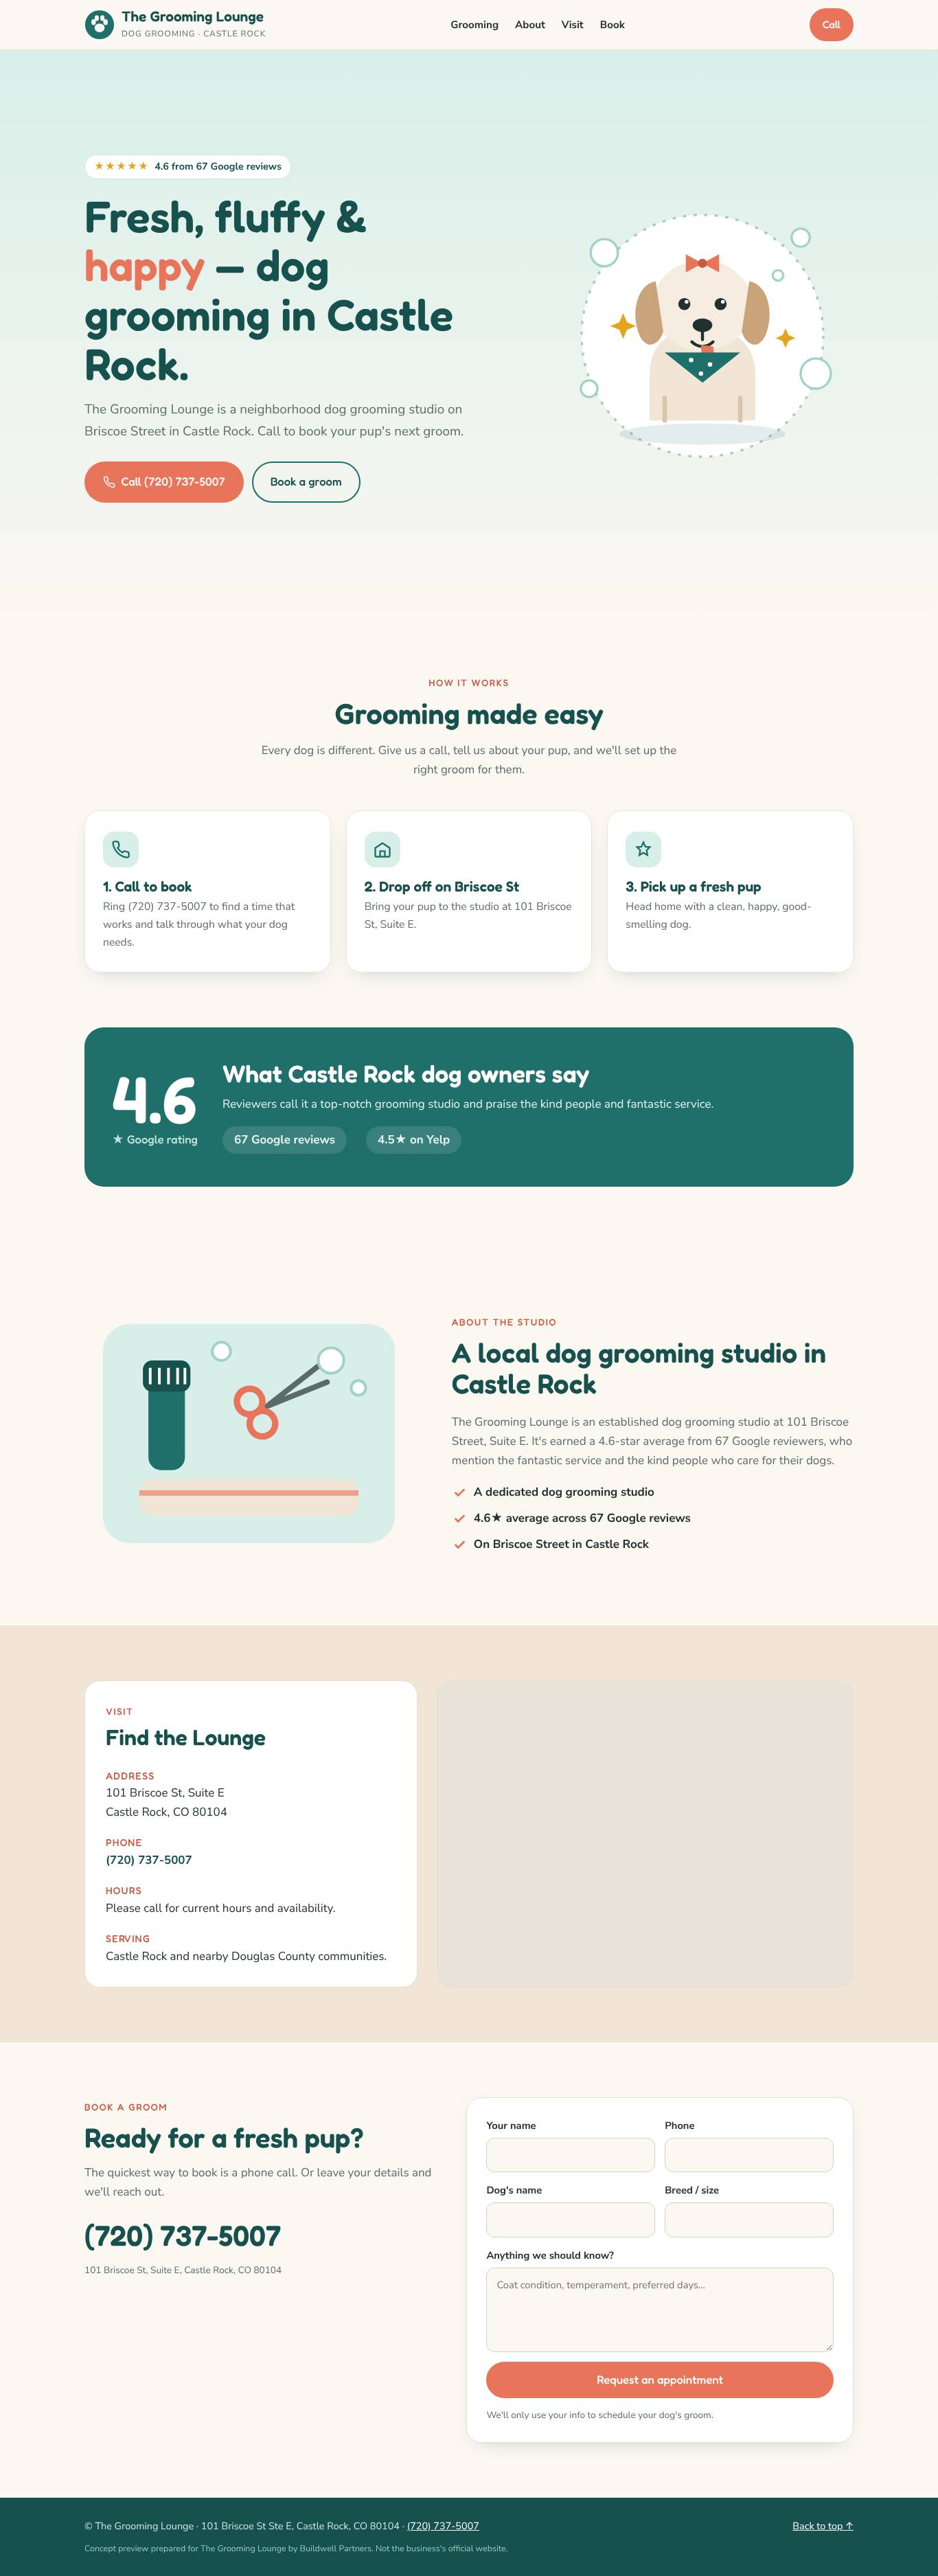 The Grooming Lounge
DOG GROOMING · CASTLE ROCK
Grooming
About
Visit
Book
Call
★★★★★ 4.6 from 67 Google reviews
Fresh, fluffy &
happy — dog
grooming in Castle
Rock.
The Grooming Lounge is a neighborhood dog grooming studio on
Briscoe Street in Castle Rock. Call to book your pup's next groom.
Call (720) 737-5007
Book a groom
HOW IT WORKS
Grooming made easy
Every dog is different. Give us a call, tell us about your pup, and we'll set up the
right groom for them.
1. Call to book
Ring (720) 737-5007 to find a time that
works and talk through what your dog
needs.
2. Drop off on Briscoe St
Bring your pup to the studio at 101 Briscoe
St, Suite E.
3. Pick up a fresh pup
Head home with a clean, happy, good-
smelling dog.
4.6
★ Google rating
What Castle Rock dog owners say
Reviewers call it a top-notch grooming studio and praise the kind people and fantastic service.
67 Google reviews
4.5★ on Yelp
ABOUT THE STUDIO
A local dog grooming studio in
Castle Rock
The Grooming Lounge is an established dog grooming studio at 101 Briscoe
Street, Suite E. It's earned a 4.6-star average from 67 Google reviewers, who
mention the fantastic service and the kind people who care for their dogs.
A dedicated dog grooming studio
4.6★ average across 67 Google reviews
On Briscoe Street in Castle Rock
VISIT
Find the Lounge
ADDRESS
101 Briscoe St, Suite E
Castle Rock, CO 80104
PHONE
(720) 737-5007
HOURS
Please call for current hours and availability.
SERVING
Castle Rock and nearby Douglas County communities.
BOOK A GROOM
Ready for a fresh pup?
The quickest way to book is a phone call. Or leave your details and
we'll reach out.
(720) 737-5007
101 Briscoe St, Suite E, Castle Rock, CO 80104
Your name
Phone
Dog's name
Breed / size
Anything we should know?
Coat condition, temperament, preferred days...
Request an appointment
We'll only use your info to schedule your dog's groom.
© The Grooming Lounge · 101 Briscoe St Ste E, Castle Rock, CO 80104 · (720) 737-5007
Back to top ↑
Concept preview prepared for The Grooming Lounge by Buildwell Partners. Not the business's official website.